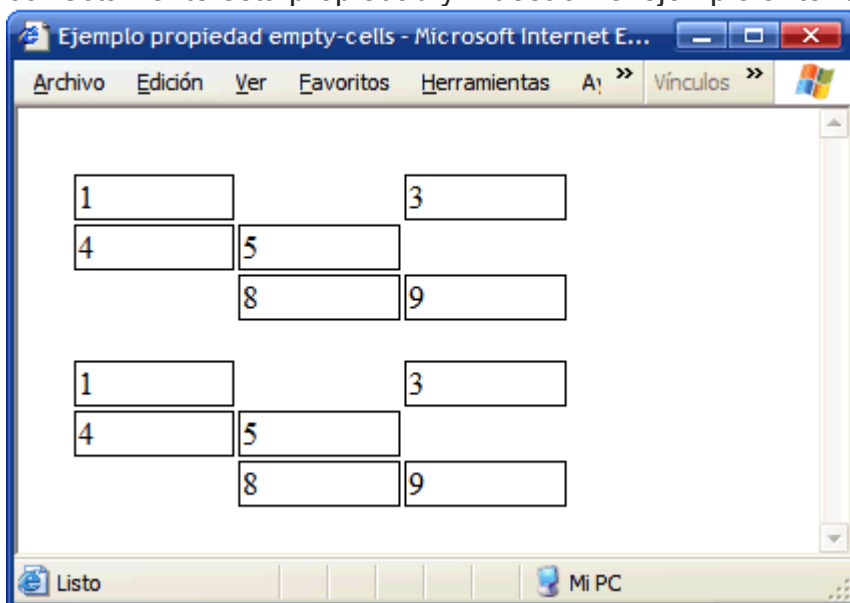 Ejemplo propiedad empty-cells - Microsoft Internet E...
Archivo Edición Ver Favoritos Herramientas Ay » Vínculos »
1 3
4 5
8 9
1 3
4 5
8 9
Listo Mi PC